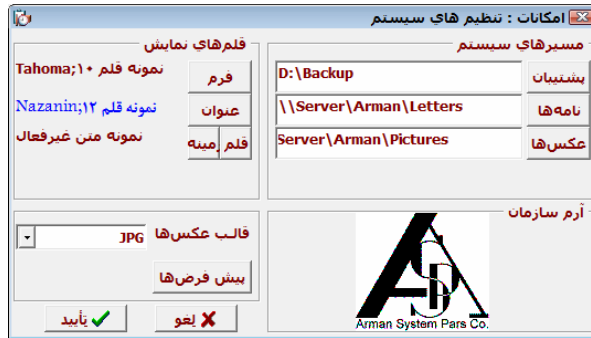 امکانات : تنظیم های سیستم
مسیرهای سیستم
پشتیبان D:\Backup
نامه‌ها \\Server\Arman\Letters
عکس‌ها Server\Arman\Pictures
قلم‌های نمایش
فرم نمونه قلم Tahoma;۱۰
عنوان نمونه قلم Nazanin;۱۲
قلم زمینه نمونه متن غیرفعال
آرم سازمان
Arman System Pars Co.
قالب عکس‌ها JPG
پیش فرض‌ها
لغو
تأیید